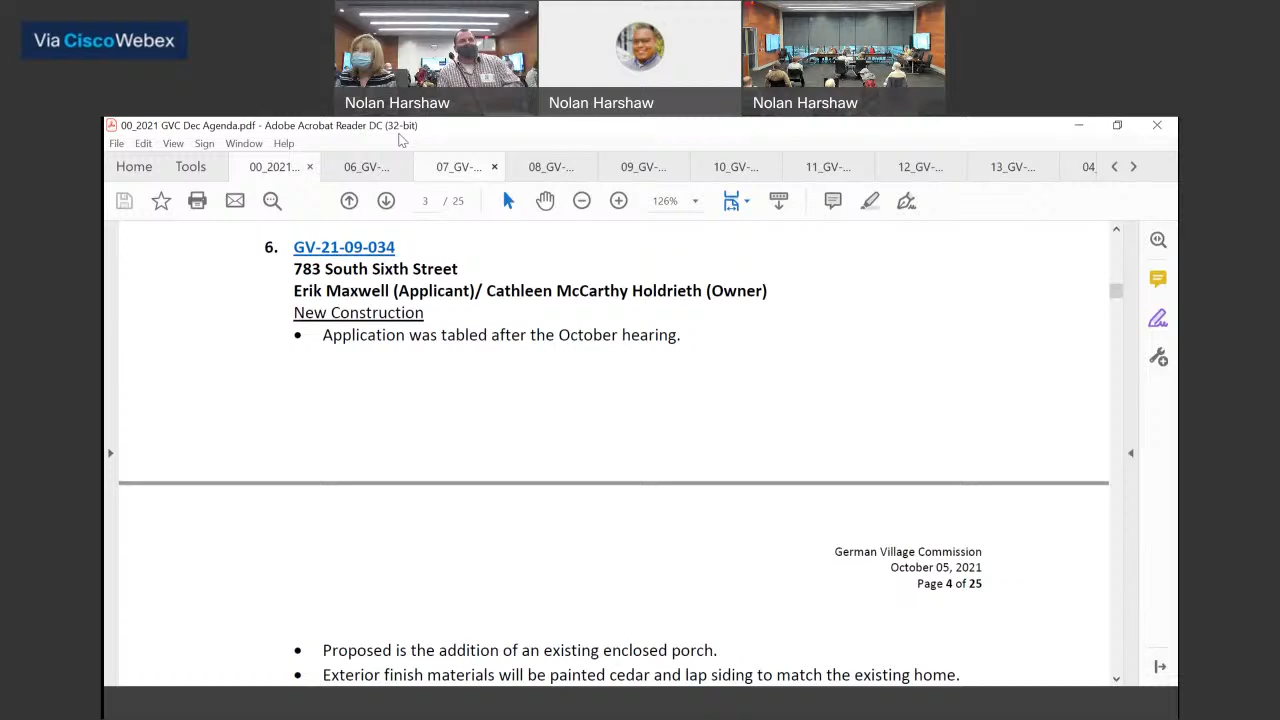 Via CiscoWebex
Nolan Harshaw
Nolan Harshaw
Nolan Harshaw
00_2021 GVC Dec Agenda.pdf - Adobe Acrobat Reader DC (32-bit)
File Edit View Sign Window Help
Home Tools 00_2021... × 06_GV-... 07_GV-... × 08_GV-... 09_GV-... 10_GV-... 11_GV-... 12_GV-... 13_GV-... 04
3 / 25 126%
6. GV-21-09-034
783 South Sixth Street
Erik Maxwell (Applicant)/ Cathleen McCarthy Holdrieth (Owner)
New Construction
• Application was tabled after the October hearing.
German Village Commission
October 05, 2021
Page 4 of 25
• Proposed is the addition of an existing enclosed porch.
• Exterior finish materials will be painted cedar and lap siding to match the existing home.